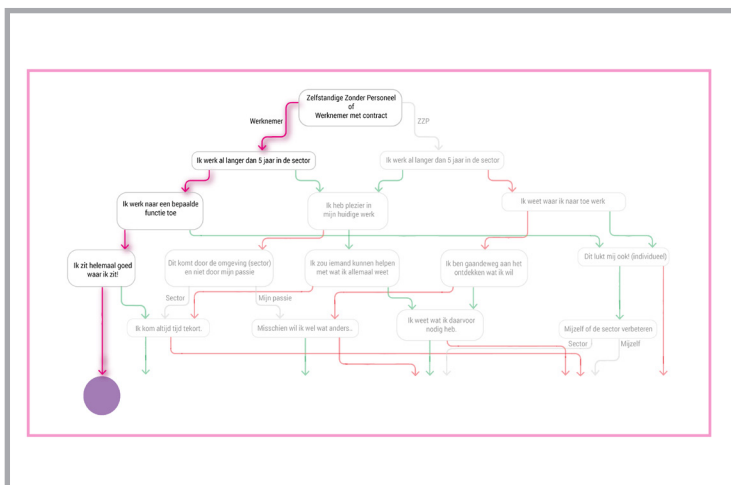 Zelfstandige Zonder Personeel
of
Werknemer met contract
Werknemer
ZZP
Ik werk al langer dan 5 jaar in de sector
Ik werk al langer dan 5 jaar in de sector
Ik werk naar een bepaalde
functie toe
Ik heb plezier in
mijn huidige werk
Ik weet waar ik naar toe werk
Ik zit helemaal goed
waar ik zit!
Dit komt door de omgeving (sector)
en niet door mijn passie
Ik zou iemand kunnen helpen
met wat ik allemaal weet
Ik ben gaandeweg aan het
ontdekken wat ik wil
Dit lukt mij ook! (individueel)
Sector
Mijn passie
Ik kom altijd tijd tekort.
Misschien wil ik wel wat anders..
Ik weet wat ik daarvoor
nodig heb.
Mijzelf of de sector verbeteren
Sector
Mijzelf